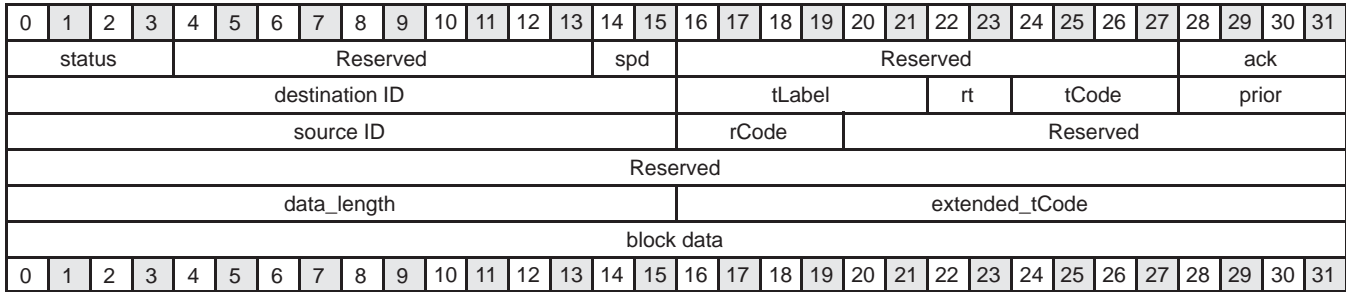 0 1 2 3 4 5 6 7 8 9 10 11 12 13 14 15 16 17 18 19 20 21 22 23 24 25 26 27 28 29 30 31
status Reserved spd Reserved ack
destination ID tLabel rt tCode prior
source ID rCode Reserved
Reserved
data_length extended_tCode
block data
0 1 2 3 4 5 6 7 8 9 10 11 12 13 14 15 16 17 18 19 20 21 22 23 24 25 26 27 28 29 30 31